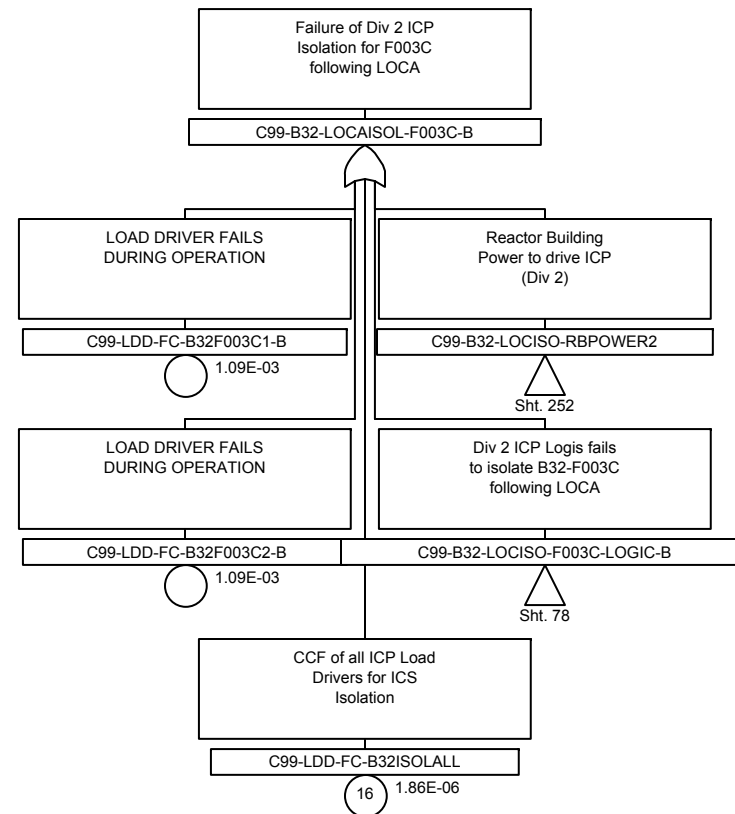 Failure of Div 2 ICP
Isolation for F003C
following LOCA
C99-B32-LOCAISOL-F003C-B
LOAD DRIVER FAILS
DURING OPERATION
C99-LDD-FC-B32F003C1-B
1.09E-03
Reactor Building
Power to drive ICP
(Div 2)
C99-B32-LOCISO-RBPOWER2
Sht. 252
LOAD DRIVER FAILS
DURING OPERATION
C99-LDD-FC-B32F003C2-B
1.09E-03
Div 2 ICP Logis fails
to isolate B32-F003C
following LOCA
C99-B32-LOCISO-F003C-LOGIC-B
Sht. 78
CCF of all ICP Load
Drivers for ICS
Isolation
C99-LDD-FC-B32ISOLALL
16
1.86E-06